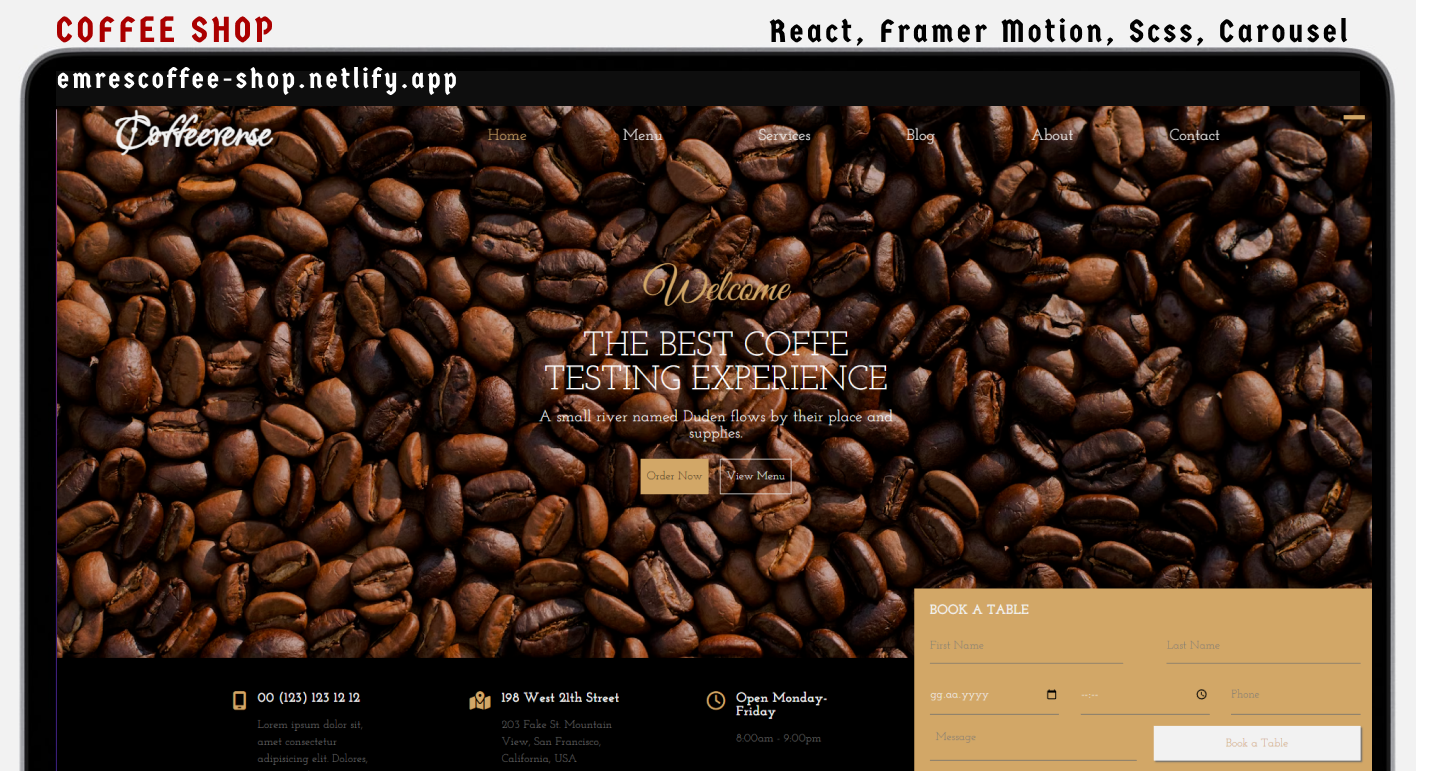 COFFEE SHOP
React, Framer Motion, Scss, Carousel
emrescoffee-shop.netlify.app
Coffeeverse
Home Menu Services Blog About Contact
Welcome
THE BEST COFFE
TESTING EXPERIENCE
A small river named Duden flows by their place and
supplies.
Order Now View Menu
BOOK A TABLE
First Name Last Name
gg.aa.yyyy --:-- Phone
Message Book a Table
00 (123) 123 12 12
Lorem ipsum dolor sit,
amet consectetur
adipisicing elit. Dolores,
198 West 21th Street
203 Fake St. Mountain
View, San Francisco,
California, USA
Open Monday-
Friday
8:00am - 9:00pm